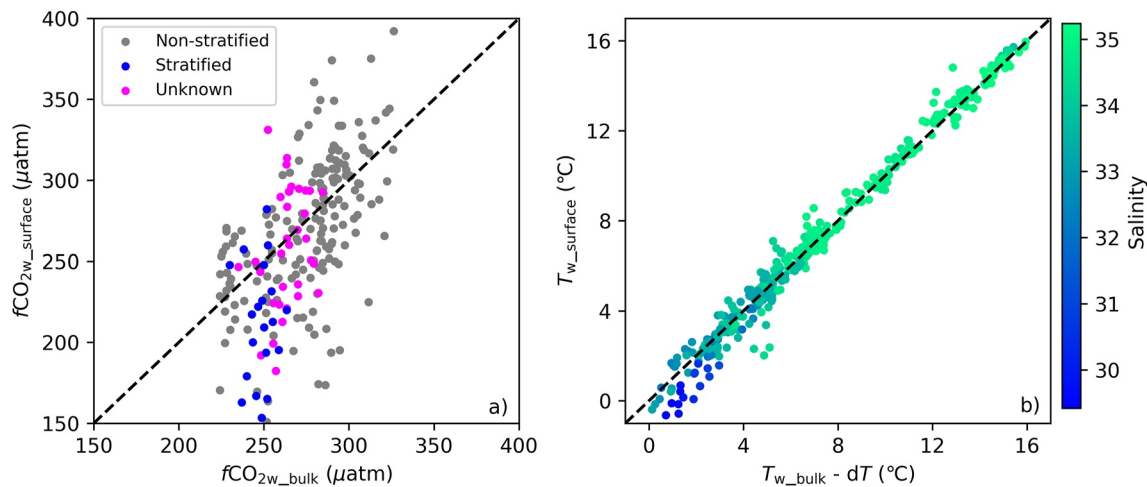 400
350
300
250
200
150
fCO₂w_surface (µatm)
Non-stratified
Stratified
Unknown
a)
150 200 250 300 350 400
fCO₂w_bulk (µatm)
16
12
8
4
0
Tw_surface (°C)
b)
0 4 8 12 16
Tw_bulk - dT (°C)
35
34
33
32
31
30
Salinity